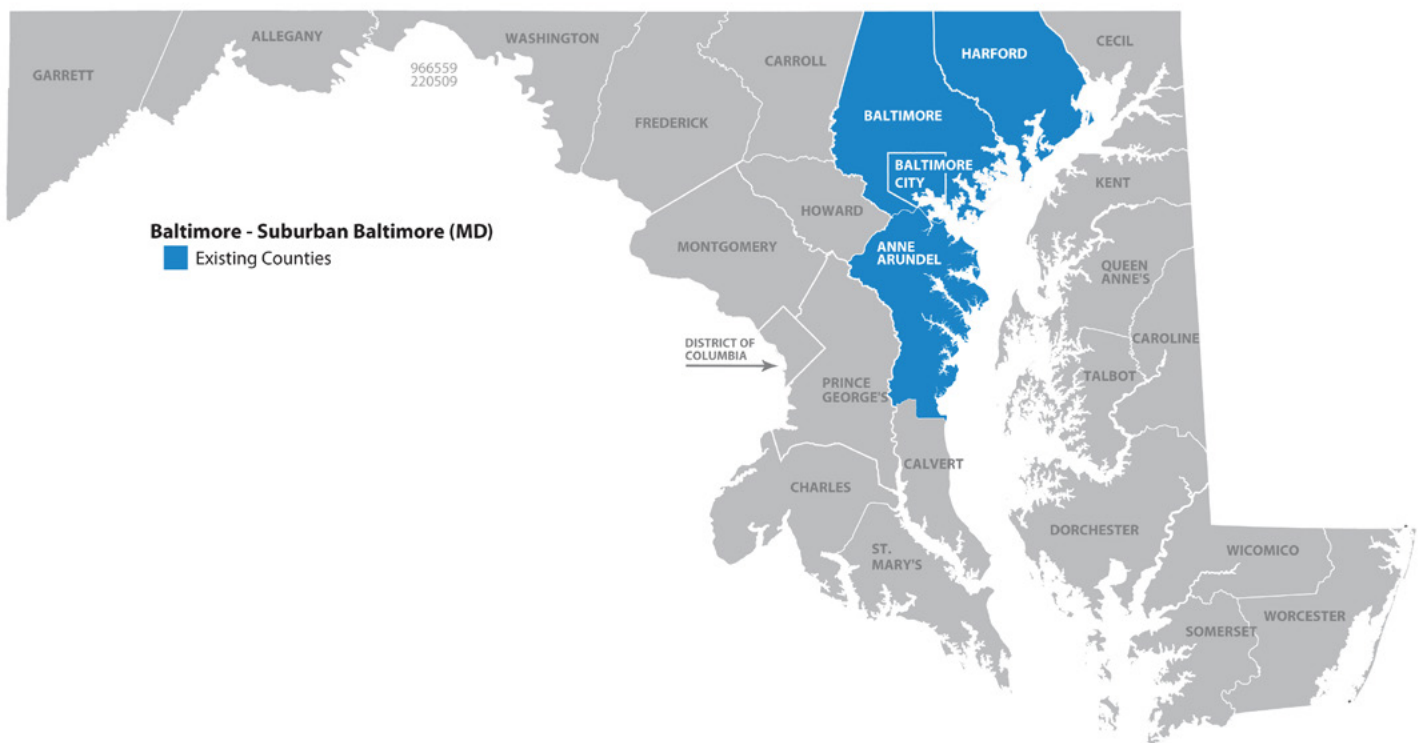 ALLEGANY
WASHINGTON
HARFORD
CECIL
GARRETT
966559
220509
CARROLL
FREDERICK
BALTIMORE
BALTIMORE
CITY
KENT
HOWARD
Baltimore - Suburban Baltimore (MD)
Existing Counties
MONTGOMERY
ANNE
ARUNDEL
QUEEN
ANNE'S
DISTRICT OF
COLUMBIA
CAROLINE
TALBOT
PRINCE
GEORGE'S
CALVERT
CHARLES
DORCHESTER
ST.
MARY'S
WICOMICO
WORCESTER
SOMERSET